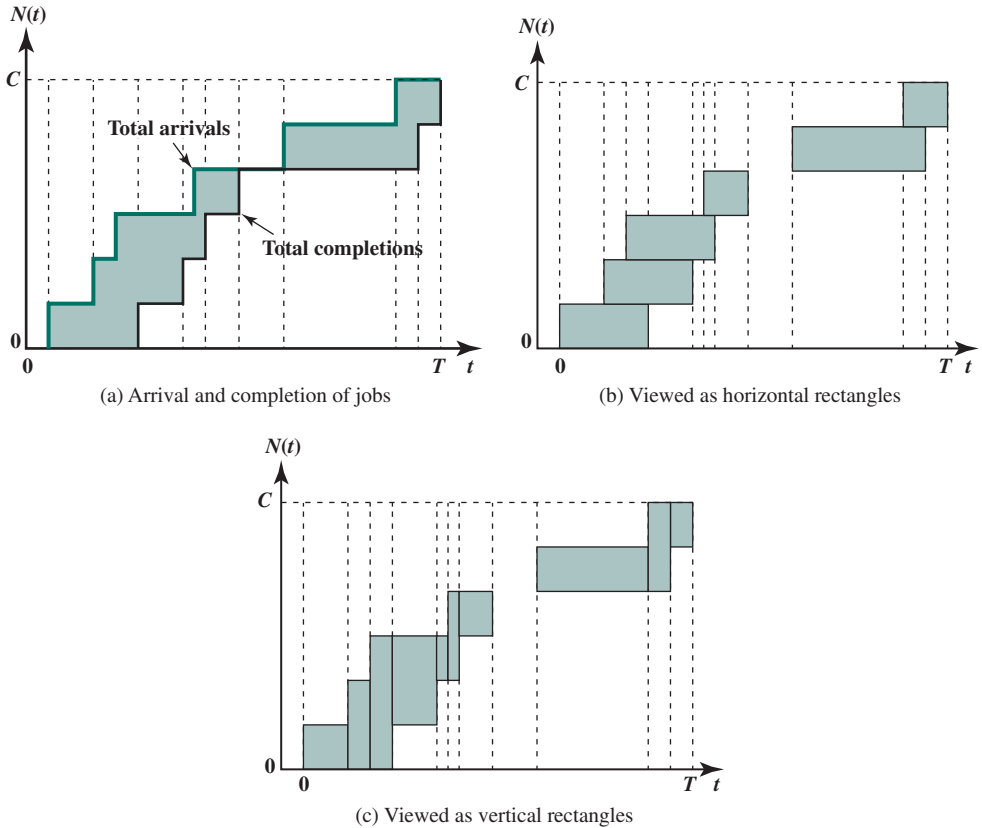 N(t)
C
Total arrivals
Total completions
0
0
T
t
(a) Arrival and completion of jobs
N(t)
C
0
0
T
t
(b) Viewed as horizontal rectangles
N(t)
C
0
0
T
t
(c) Viewed as vertical rectangles